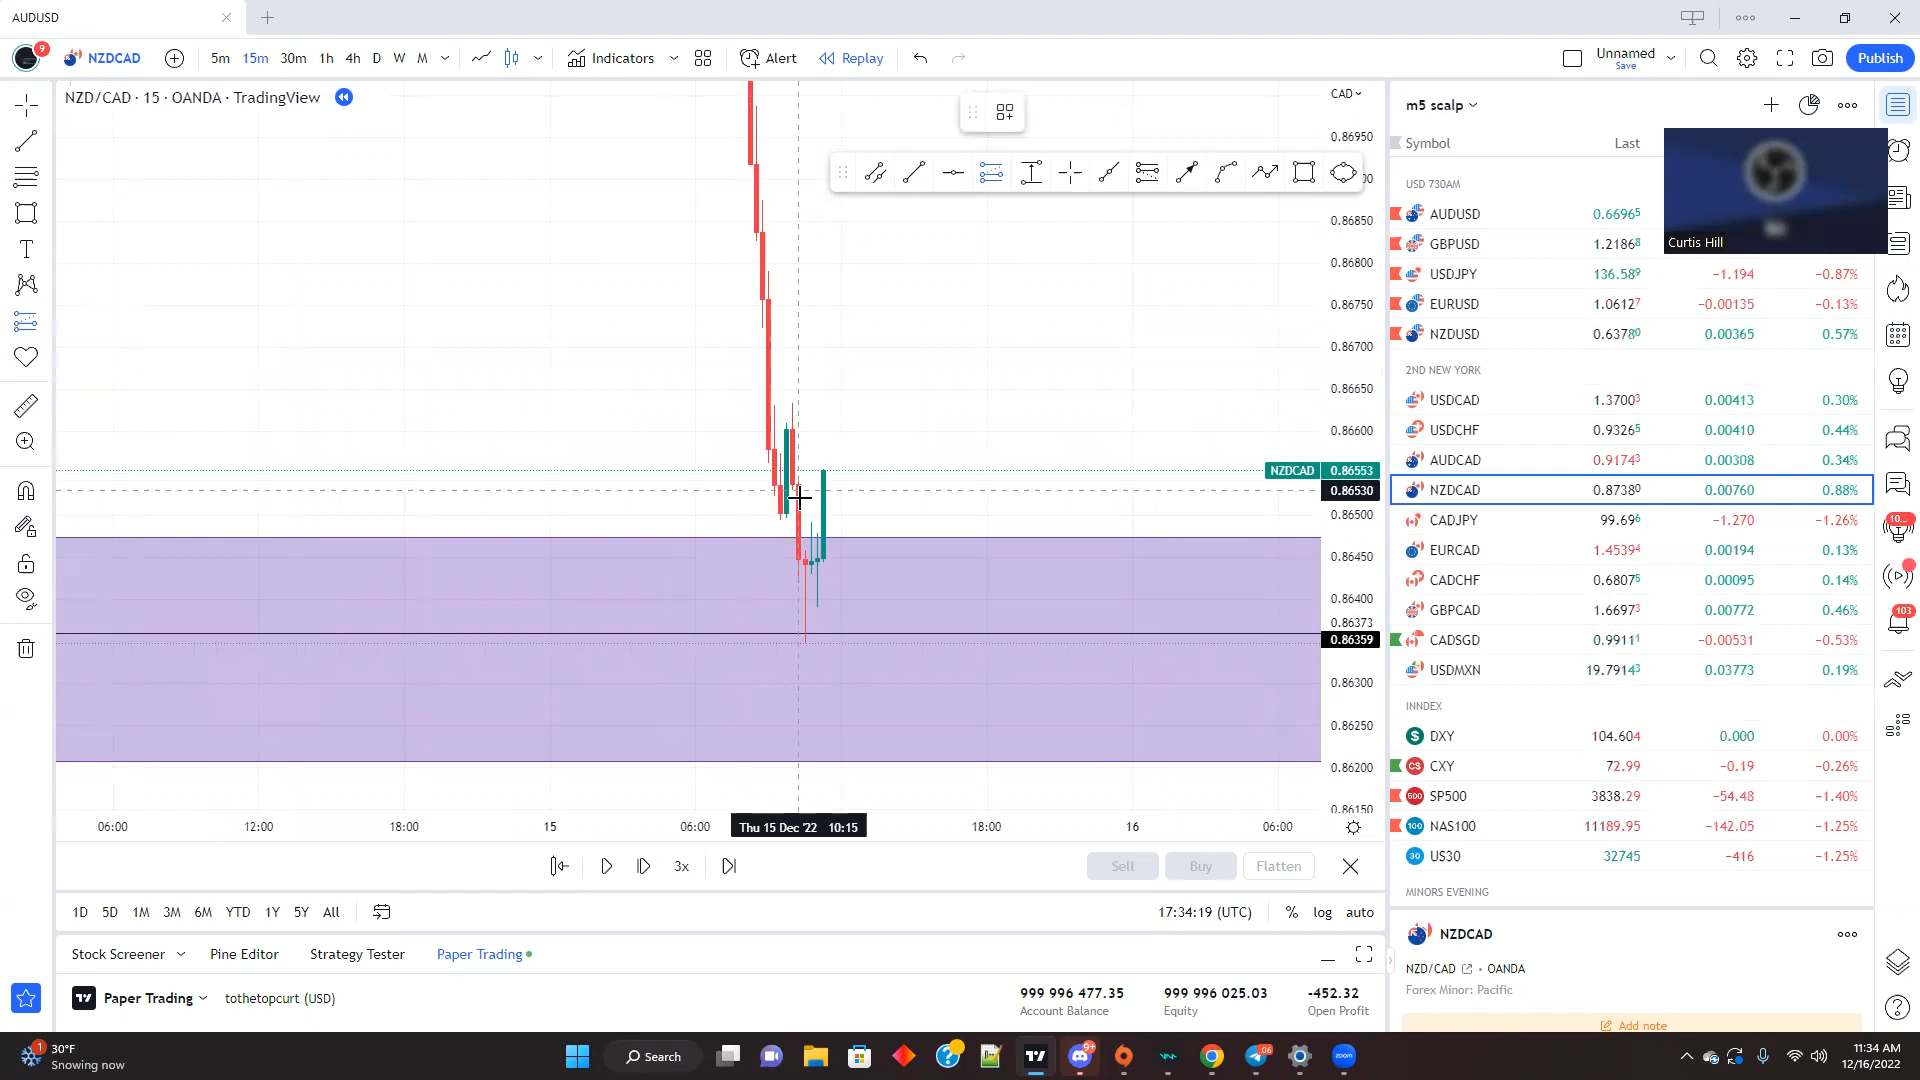 AUDUSD
9
NZDCAD
5m 15m 30m 1h 4h D W M
Indicators
Alert
Replay
Unnamed
Save
Publish
NZD/CAD · 15 · OANDA · TradingView
CAD
0.86950
0.86850
0.86800
0.86750
0.86700
0.86650
0.86600
NZDCAD 0.86553
0.86530
0.86500
0.86450
0.86400
0.86373
0.86359
0.86300
0.86250
0.86200
0.86150
06:00 12:00 18:00 15 06:00 Thu 15 Dec '22 10:15 18:00 16 06:00
3x
Sell Buy Flatten
1D 5D 1M 3M 6M YTD 1Y 5Y All
17:34:19 (UTC) % log auto
Stock Screener Pine Editor Strategy Tester Paper Trading
Paper Trading tothetopcurt (USD)
999 996 477.35 999 996 025.03 -452.32
Account Balance Equity Open Profit
m5 scalp
Symbol Last
Curtis Hill
USD 730AM
AUDUSD 0.66965
GBPUSD 1.21868
USDJPY 136.589 −1.194 −0.87%
EURUSD 1.06127 −0.00135 −0.13%
NZDUSD 0.63780 0.00365 0.57%
2ND NEW YORK
USDCAD 1.37003 0.00413 0.30%
USDCHF 0.93265 0.00410 0.44%
AUDCAD 0.91743 0.00308 0.34%
NZDCAD 0.87380 0.00760 0.88%
CADJPY 99.696 −1.270 −1.26%
EURCAD 1.45394 0.00194 0.13%
CADCHF 0.68075 0.00095 0.14%
GBPCAD 1.66973 0.00772 0.46%
CADSGD 0.99111 −0.00531 −0.53%
USDMXN 19.79143 0.03773 0.19%
INNDEX
DXY 104.604 0.000 0.00%
CXY 72.99 −0.19 −0.26%
SP500 3838.29 −54.48 −1.40%
NAS100 11189.95 −142.05 −1.25%
US30 32745 −416 −1.25%
MINORS EVENING
NZDCAD
NZD/CAD • OANDA
Forex Minor: Pacific
Add note
10...
103
1
30°F
Snowing now
Search
9+
zoom
11:34 AM
12/16/2022